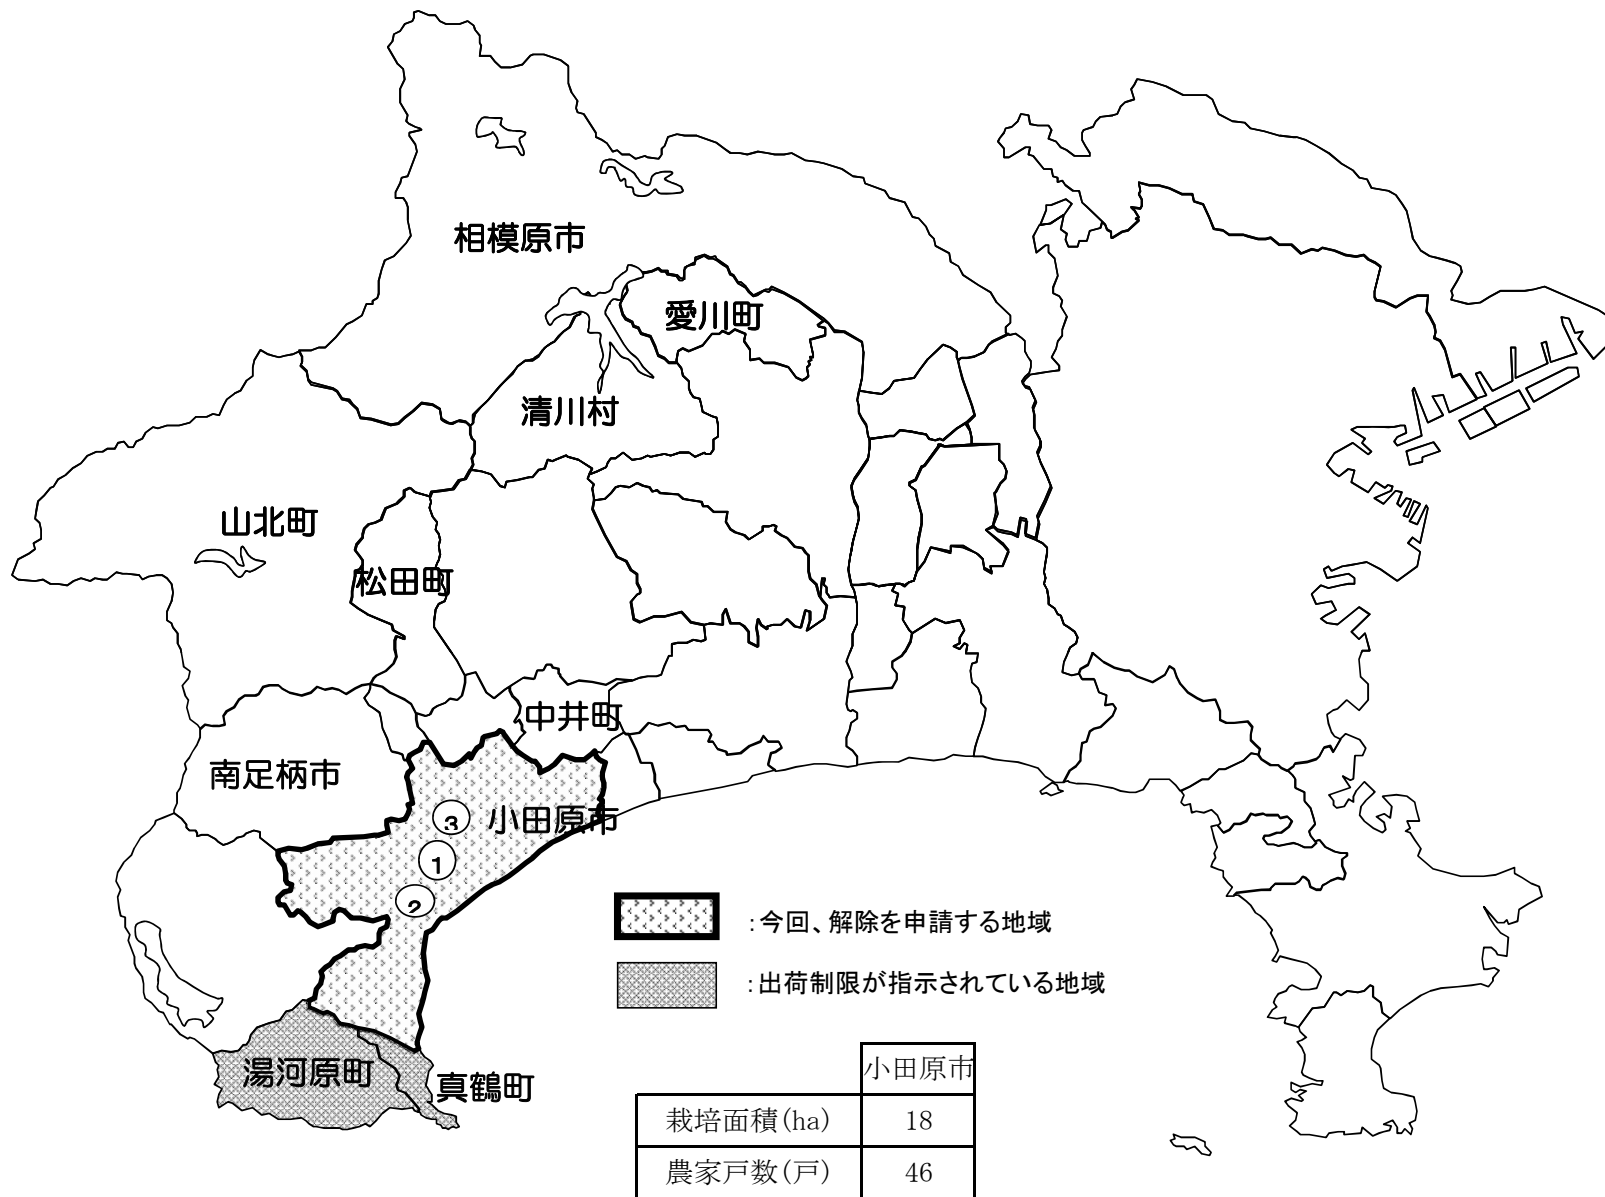 相模原市
愛川町
清川村
山北町
松田町
中井町
南足柄市
③ 小田原市
①
②
：今回、解除を申請する地域
：出荷制限が指示されている地域
湯河原町
真鶴町
小田原市
栽培面積(ha) 18
農家戸数(戸) 46